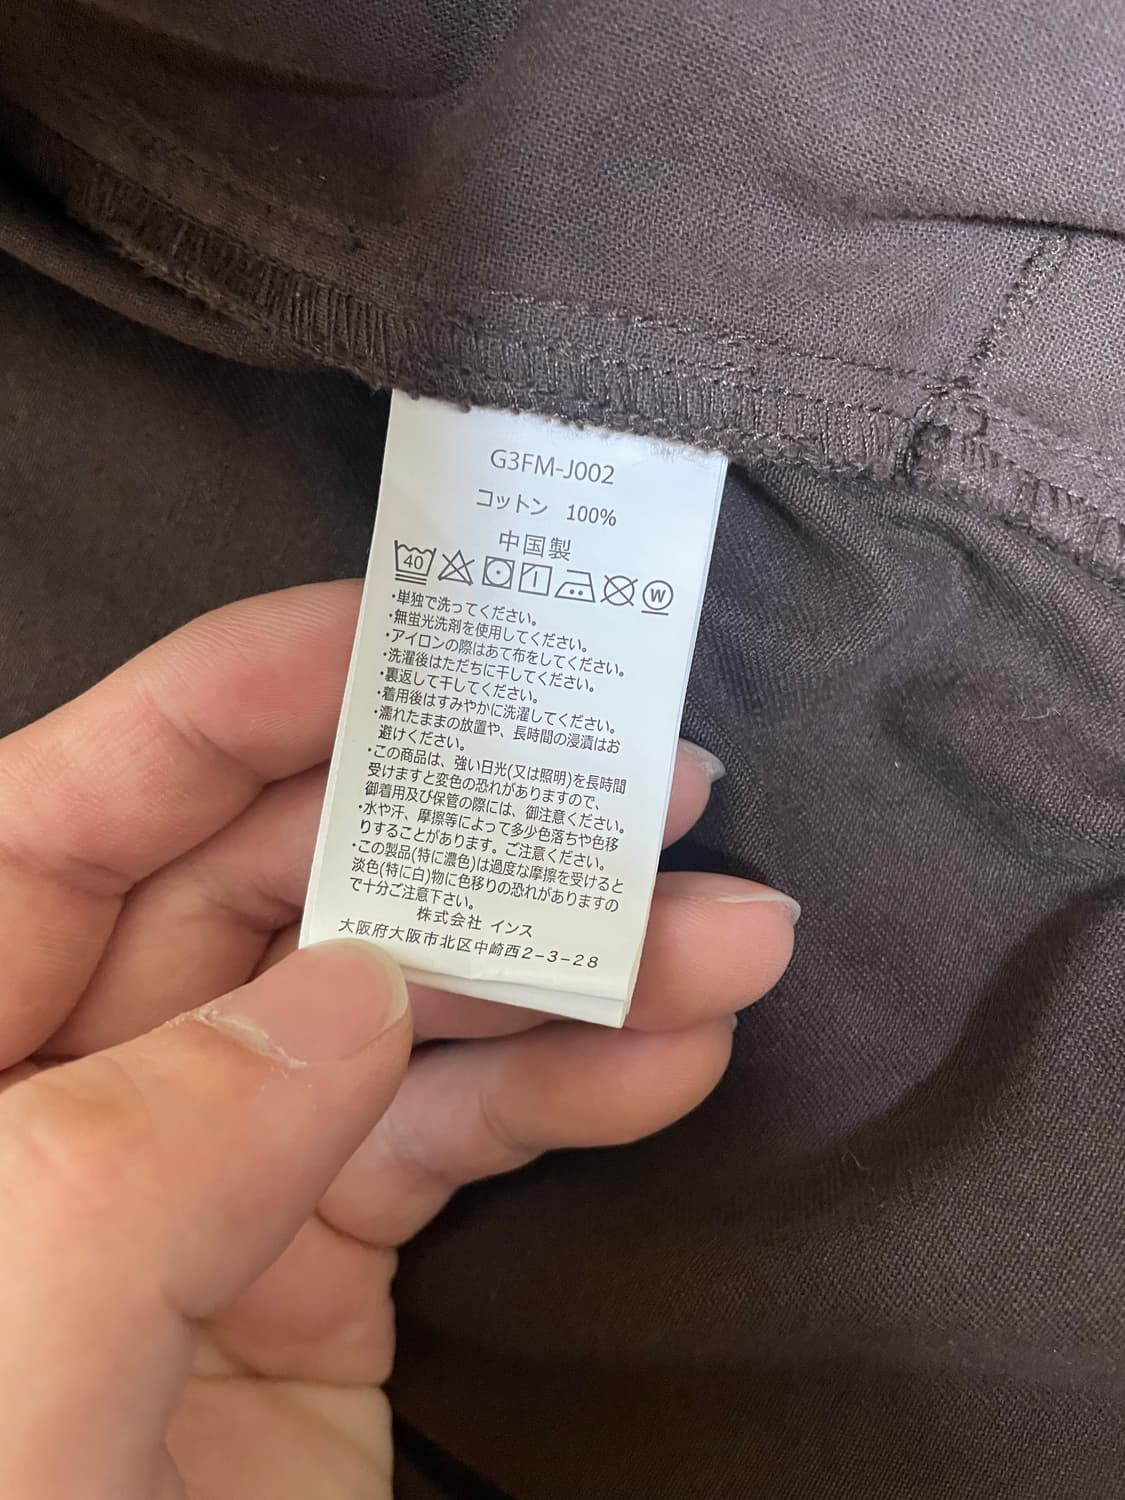 G3FM-J002
コットン 100%
中国製
40 W
・単独で洗ってください。
・無蛍光洗剤を使用してください。
・アイロンの際はあて布をしてください。
・洗濯後はただちに干してください。
・裏返して干してください。
・着用後はすみやかに洗濯してください。
・濡れたままの放置や、長時間の浸漬はお
避けください。
・この商品は、強い日光(又は照明)を長時間
受けますと変色の恐れがありますので、
御着用及び保管の際には、御注意ください。
・水や汗、摩擦等によって多少色落ちや色移
りすることがあります。ご注意ください。
・この製品(特に濃色)は過度な摩擦を受けると
淡色(特に白)物に色移りの恐れがありますの
で十分ご注意下さい。
株式会社 インス
大阪府大阪市北区中崎西2-3-28